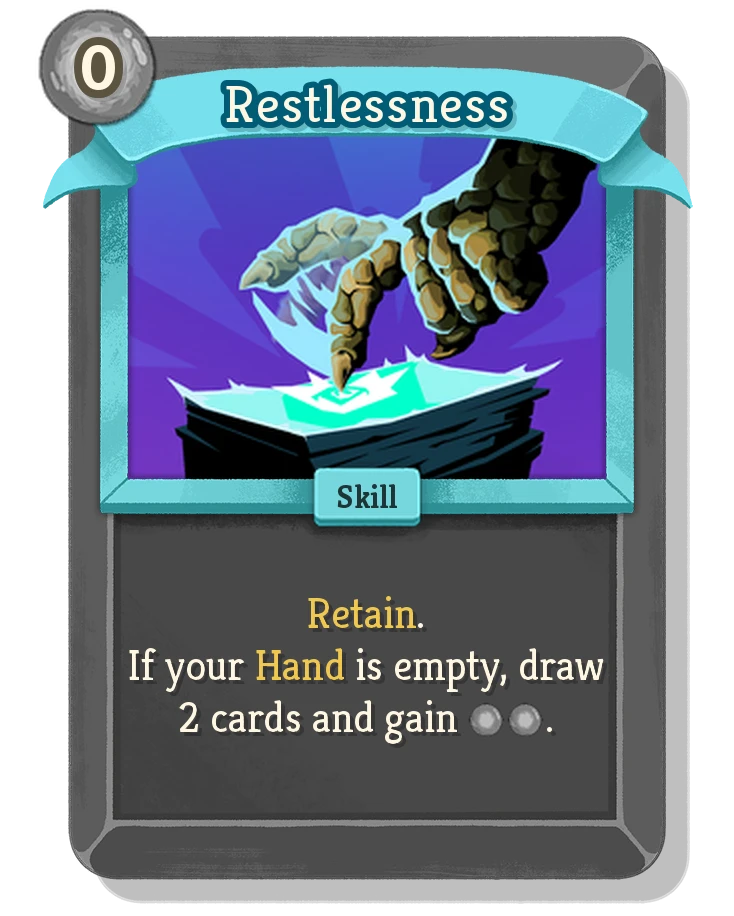 0
Restlessness
Skill
Retain.
If your Hand is empty, draw
2 cards and gain .